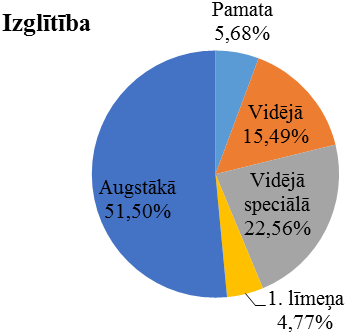 Izglītība
Pamata
5,68%
Vidējā
15,49%
Vidējā
speciālā
22,56%
1. līmeņa
4,77%
Augstākā
51,50%